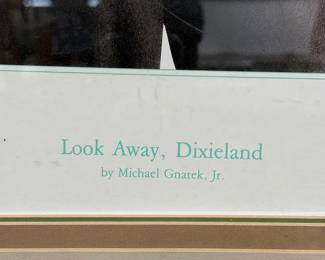 Look Away, Dixieland
by Michael Gnatek, Jr.